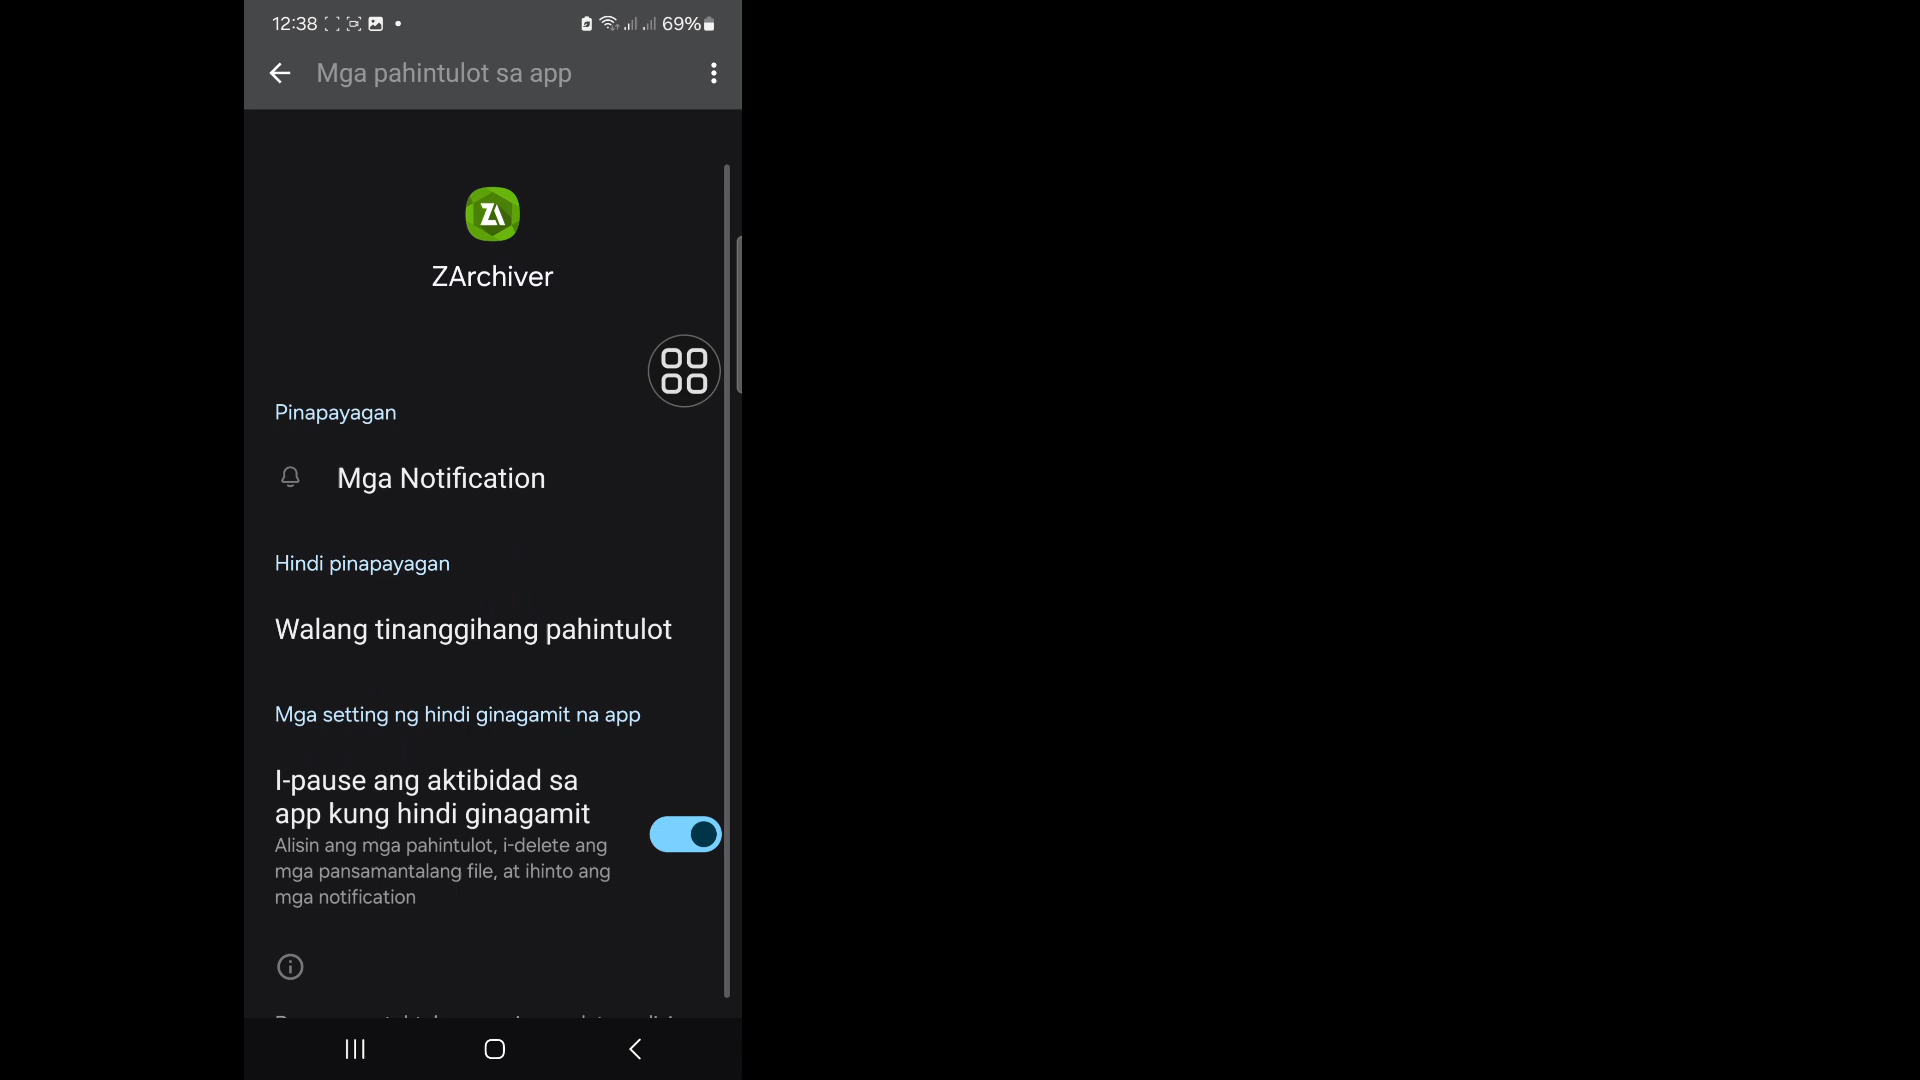 12:38
69%
Mga pahintulot sa app
ZA
ZArchiver
Pinapayagan
Mga Notification
Hindi pinapayagan
Walang tinanggihang pahintulot
Mga setting ng hindi ginagamit na app
I-pause ang aktibidad sa
app kung hindi ginagamit
Alisin ang mga pahintulot, i-delete ang
mga pansamantalang file, at ihinto ang
mga notification